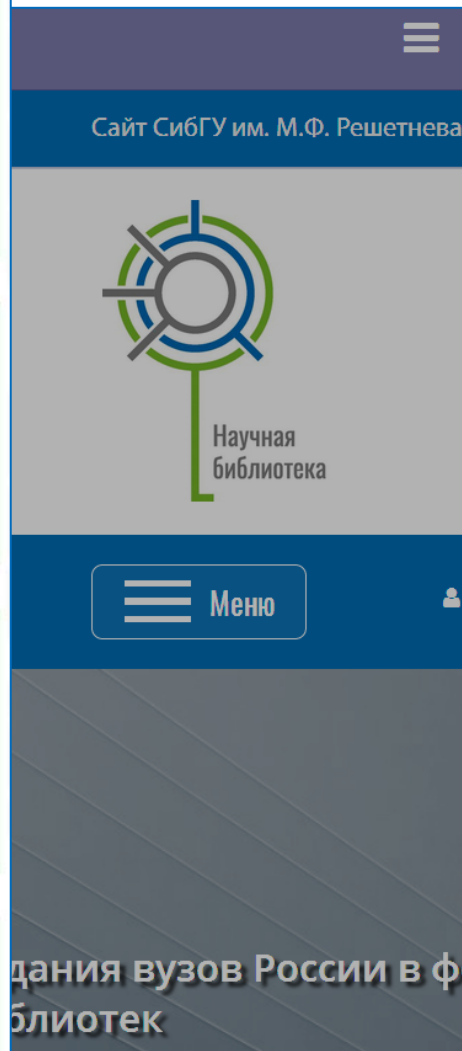 Сайт СибГУ им. М.Ф. Решетнева
Научная
библиотека
Меню
дания вузов России в ф
блиотек